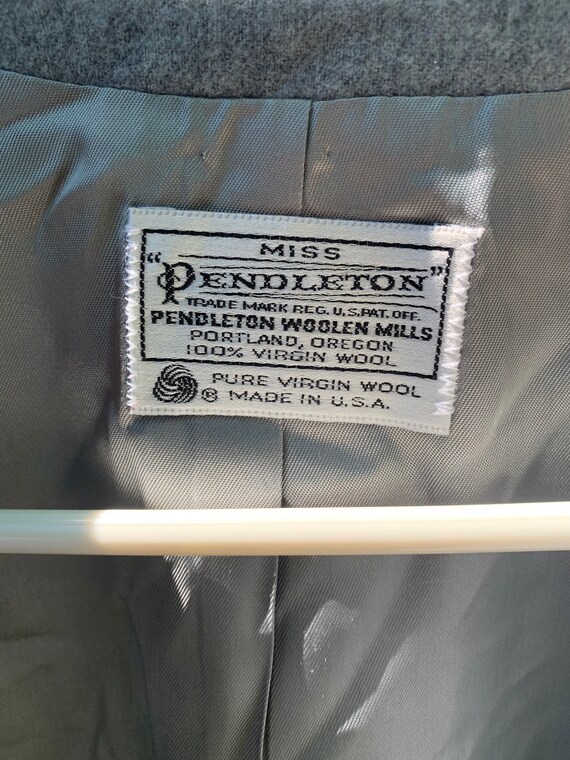 MISS
"PENDLETON"
TRADE MARK REG. U.S. PAT. OFF.
PENDLETON WOOLEN MILLS
PORTLAND, OREGON
100% VIRGIN WOOL
PURE VIRGIN WOOL
® MADE IN U.S.A.